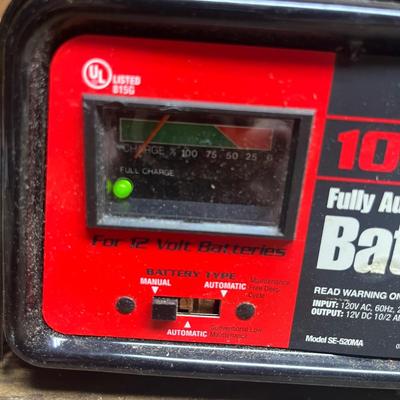 UL LISTED
815G
CHARGE % 100 75 50 25 0
FULL CHARGE
For 12 Volt Batteries
BATTERY TYPE
MANUAL
AUTOMATIC
Maintenance
Free Deep
Cycle
AUTOMATIC
Conventional Low
Maintenance
10
Fully Au
Bat
READ WARNING ON
INPUT: 120V AC, 60Hz, 2
OUTPUT: 12V DC 10/2 A
Model SE-520MA